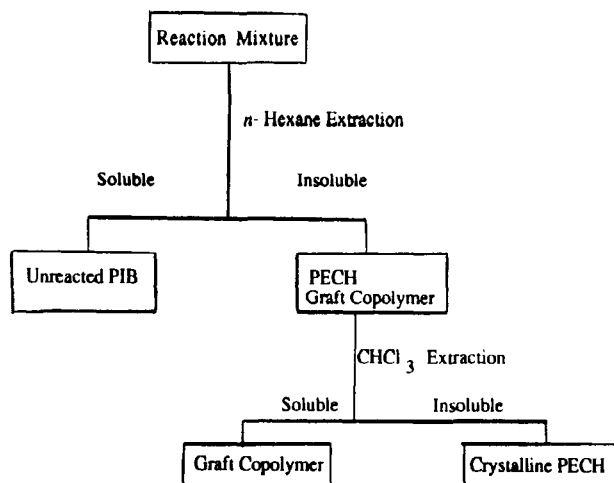 Reaction Mixture
n- Hexane Extraction
Soluble
Insoluble
Unreacted PIB
PECH
Graft Copolymer
CHCl3 Extraction
Soluble
Insoluble
Graft Copolymer
Crystalline PECH